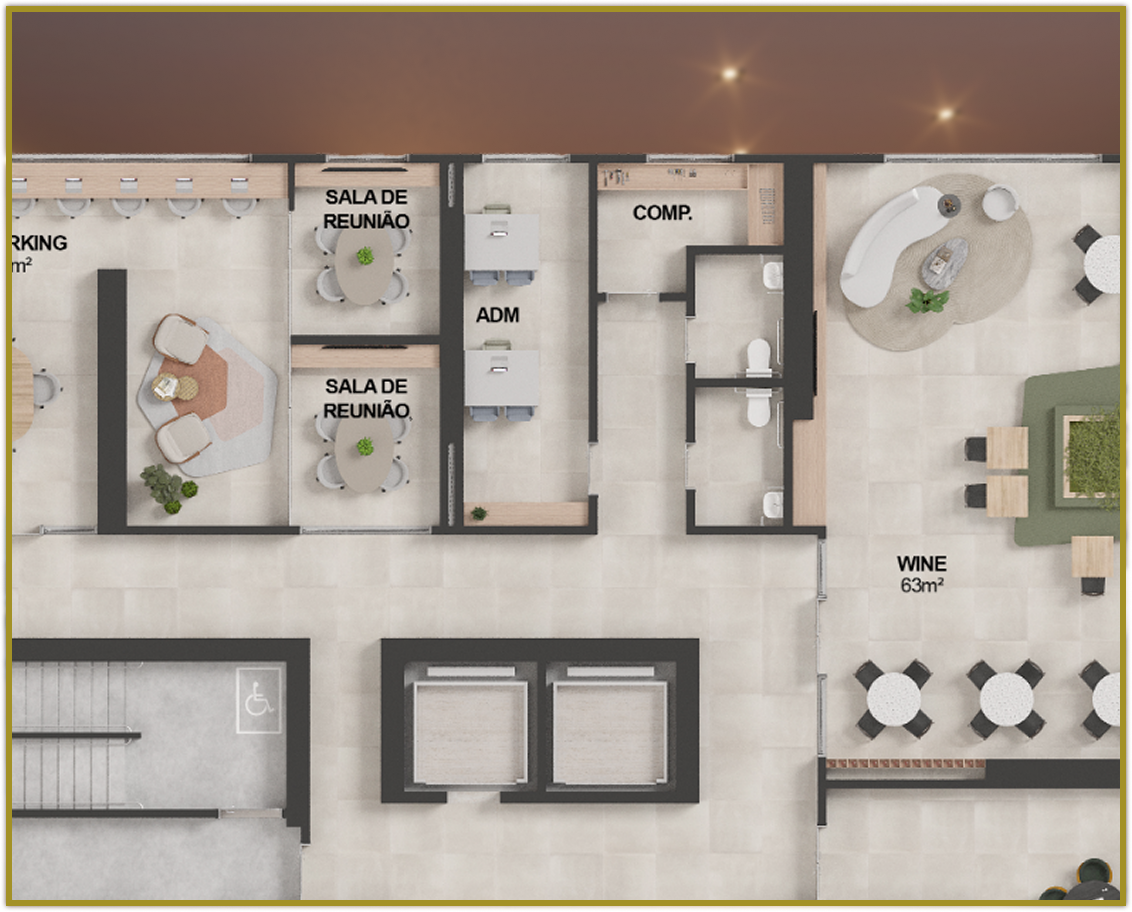 SALA DE
REUNIÃO
COMP.
RKING
m²
ADM
SALA DE
REUNIÃO
WINE
63m²